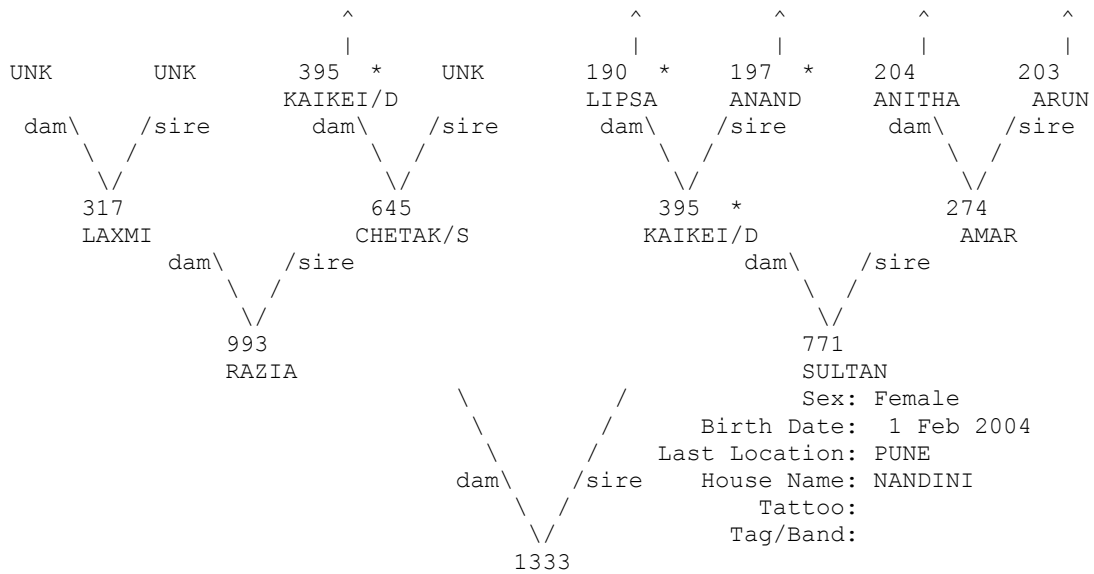 ^ ^ ^ ^ ^
| | | | |
UNK UNK 395 * UNK 190 * 197 * 204 203
KAIKEI/D LIPSA ANAND ANITHA ARUN
dam\ /sire dam\ /sire dam\ /sire dam\ /sire
\ / \ / \ / \ /
\/ \/ \/ \/
317 645 395 * 274
LAXMI CHETAK/S KAIKEI/D AMAR
dam\ /sire dam\ /sire
\ / \ /
\/ \/
993 771
RAZIA SULTAN
\ / Sex: Female
\ / Birth Date: 1 Feb 2004
\ / Last Location: PUNE
dam\ /sire House Name: NANDINI
\ / Tattoo:
\/ Tag/Band:
1333